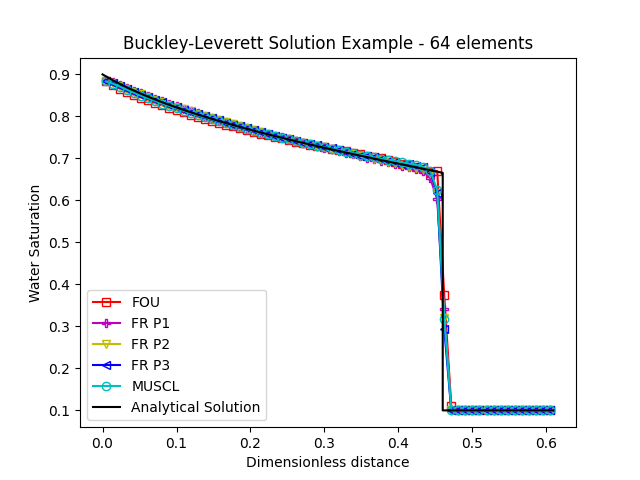 Buckley-Leverett Solution Example - 64 elements
Water Saturation
0.9
0.8
0.7
0.6
0.5
0.4
0.3
0.2
0.1
FOU
FR P1
FR P2
FR P3
MUSCL
Analytical Solution
0.0 0.1 0.2 0.3 0.4 0.5 0.6
Dimensionless distance